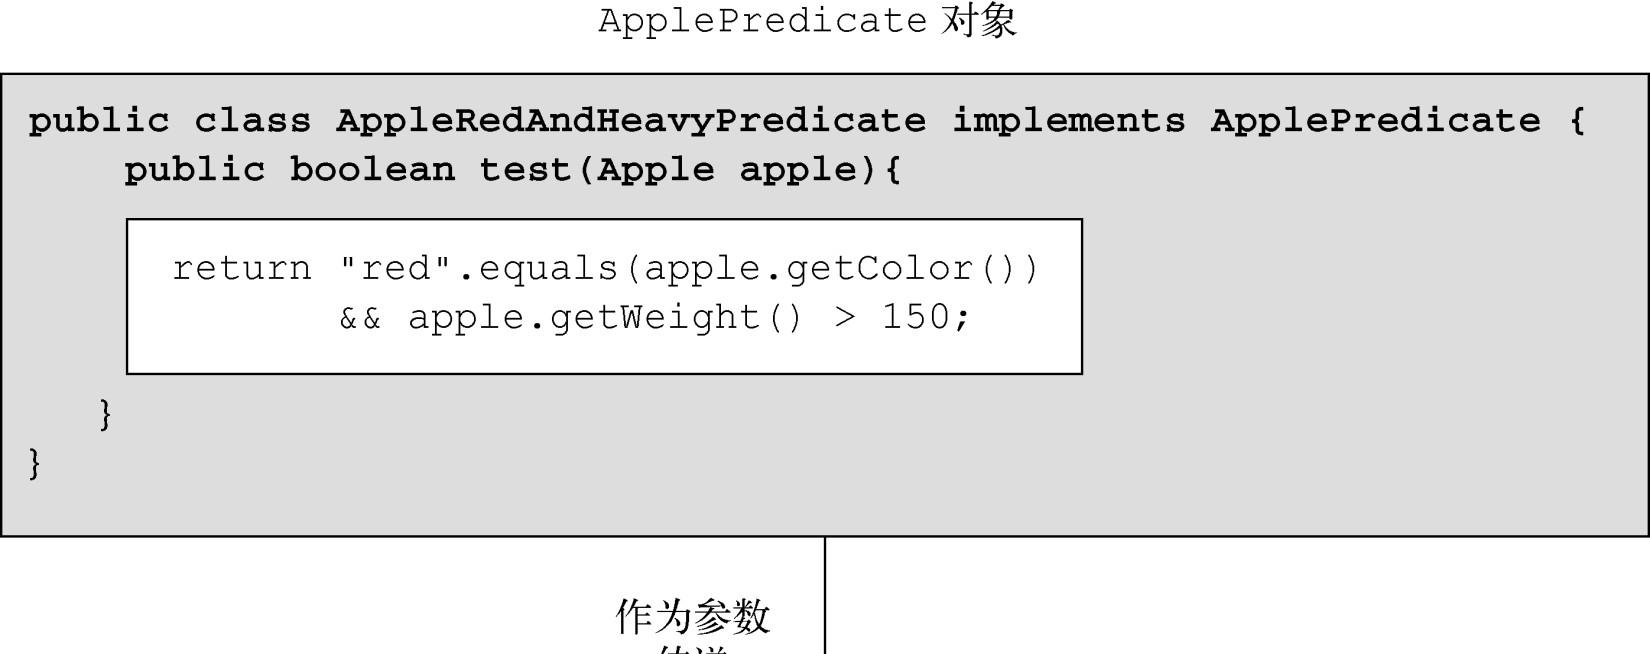 ApplePredicate 对象
public class AppleRedAndHeavyPredicate implements ApplePredicate {
public boolean test(Apple apple){
return "red".equals(apple.getColor())
&& apple.getWeight() > 150;
}
}
作为参数